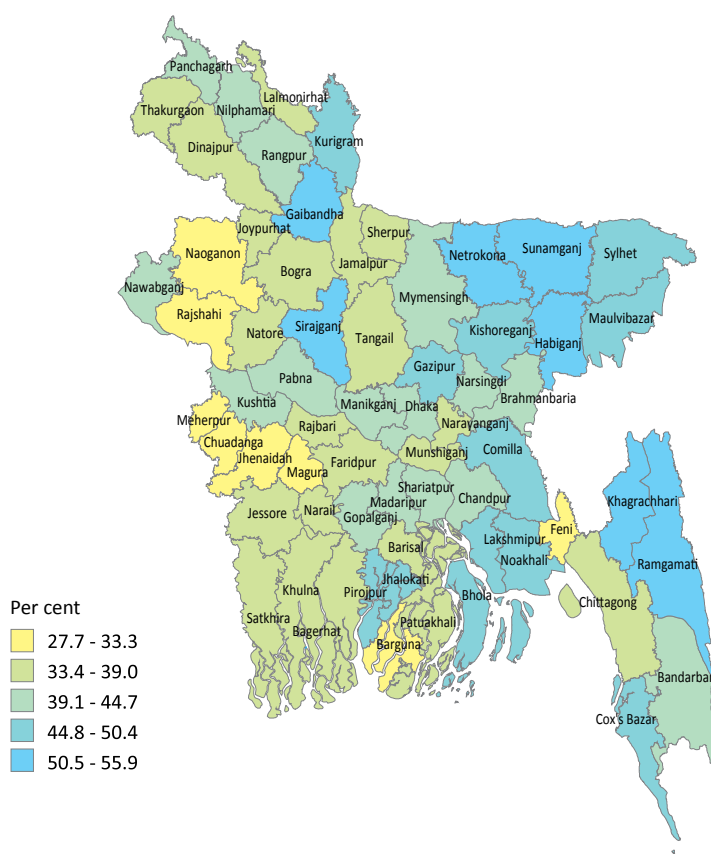 Panchagarh
Lalmonirhat
Thakurgaon
Nilphamari
Dinajpur
Kurigram
Rangpur
Gaibandha
Joypurhat
Sherpur
Naoganon
Netrokona
Sunamganj
Sylhet
Bogra
Jamalpur
Nawabganj
Mymensingh
Rajshahi
Maulvibazar
Sirajganj
Kishoreganj
Natore
Tangail
Habiganj
Gazipur
Pabna
Narsingdi
Kushtia
Manikganj
Dhaka
Brahmanbaria
Meherpur
Rajbari
Narayanganj
Chuadanga
Comilla
Jhenaidah
Munshiganj
Faridpur
Magura
Shariatpur
Khagrachhari
Madaripur
Chandpur
Jessore
Narail
Gopalganj
Feni
Lakshmipur
Barisal
Noakhali
Ramgamati
Jhalokati
Khulna
Pirojpur
Bhola
Chittagong
Satkhira
Patuakhali
Bagerhat
Barguna
Bandarban
Cox's Bazar
Per cent
27.7 - 33.3
33.4 - 39.0
39.1 - 44.7
44.8 - 50.4
50.5 - 55.9